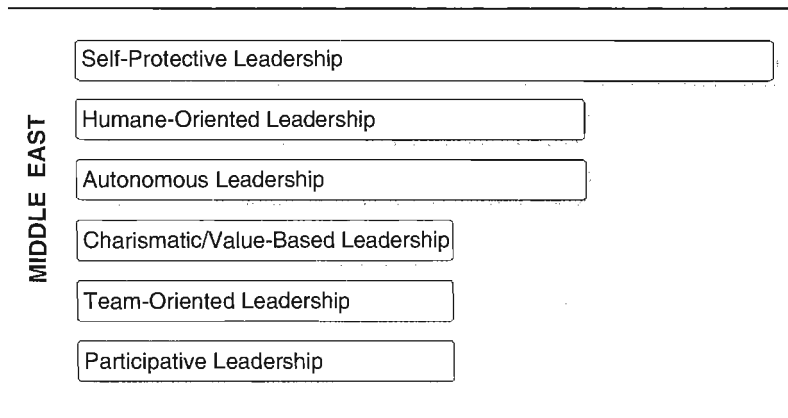 MIDDLE EAST
Self-Protective Leadership
Humane-Oriented Leadership
Autonomous Leadership
Charismatic/Value-Based Leadership
Team-Oriented Leadership
Participative Leadership